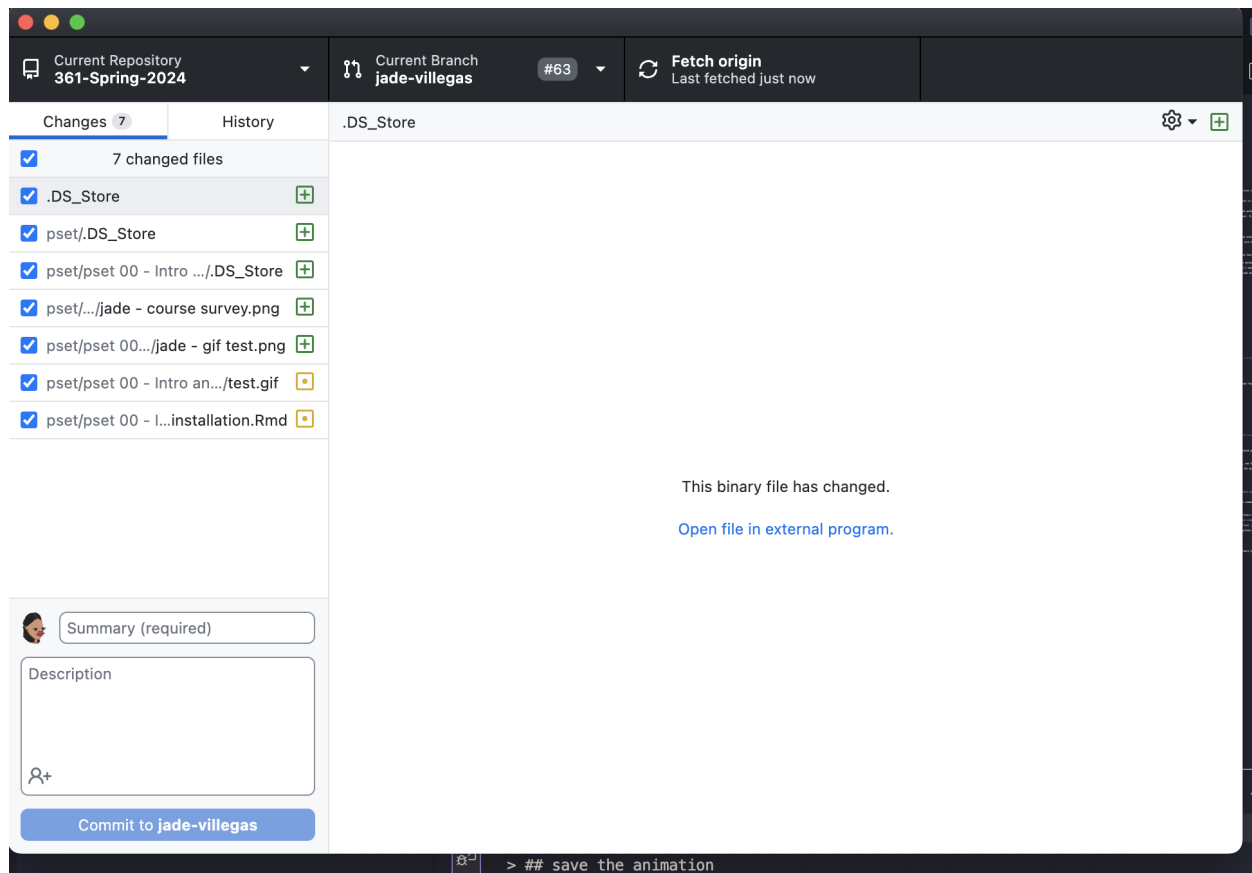 Current Repository
361-Spring-2024
Current Branch
jade-villegas
#63
Fetch origin
Last fetched just now
Changes 7
History
.DS_Store
7 changed files
.DS_Store
pset/.DS_Store
pset/pset 00 - Intro .../.DS_Store
pset/.../jade - course survey.png
pset/pset 00.../jade - gif test.png
pset/pset 00 - Intro an.../test.gif
pset/pset 00 - I...installation.Rmd
This binary file has changed.
Open file in external program.
Summary (required)
Description
Commit to jade-villegas
> ## save the animation